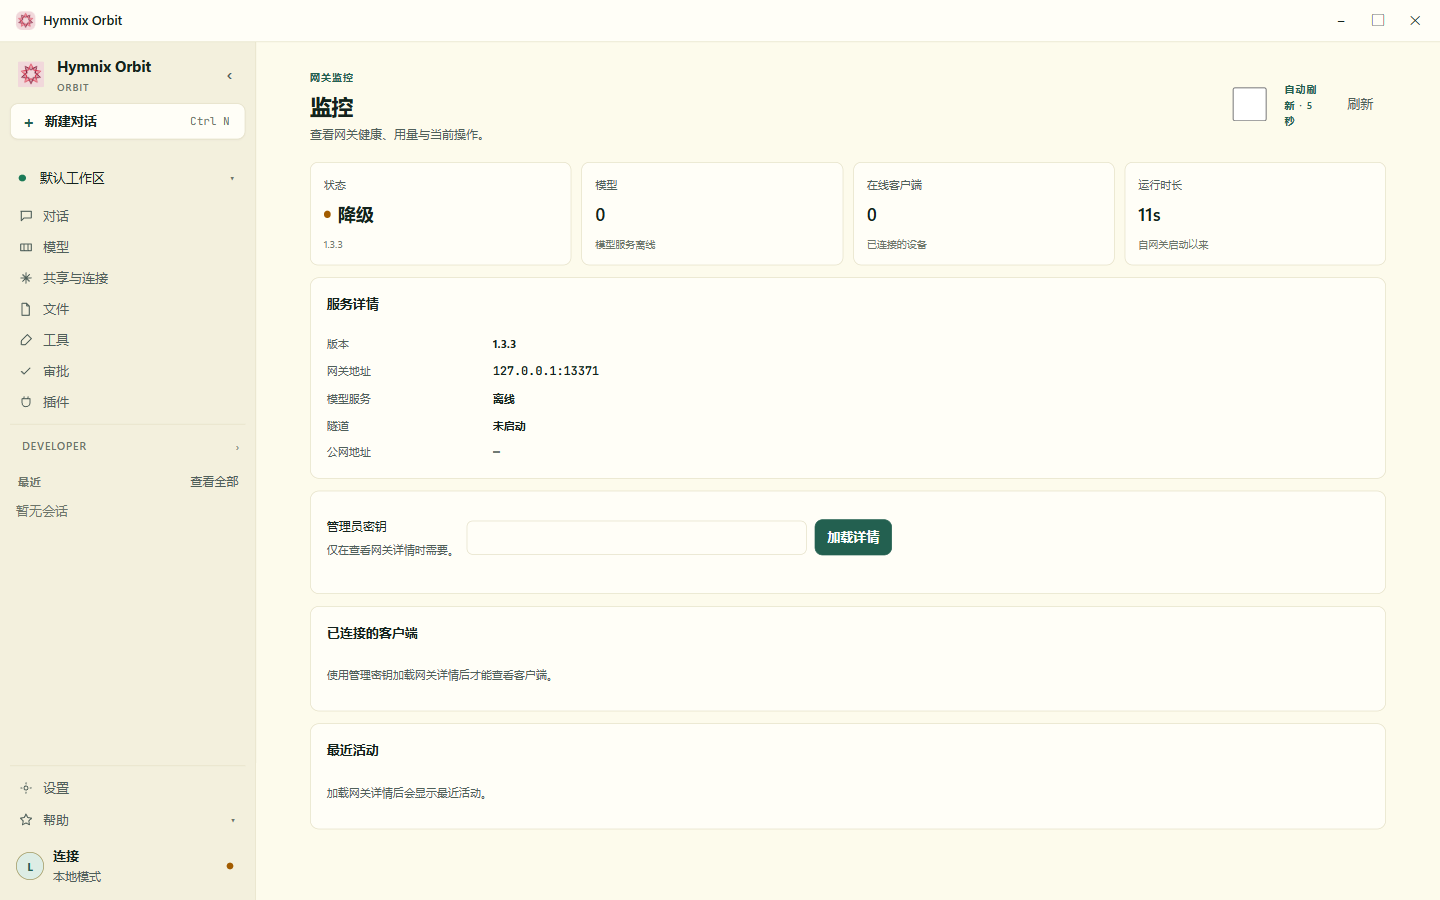 Hymnix Orbit
Hymnix Orbit
ORBIT
+ 新建对话 Ctrl N
默认工作区
对话
模型
共享与连接
文件
工具
审批
插件
DEVELOPER
最近 查看全部
暂无会话
设置
帮助
L
连接
本地模式
网关监控
监控
查看网关健康、用量与当前操作。
自动刷
新 · 5
秒
刷新
状态
降级
1.3.3
模型
0
模型服务离线
在线客户端
0
已连接的设备
运行时长
11s
自网关启动以来
服务详情
版本 1.3.3
网关地址 127.0.0.1:13371
模型服务 离线
隧道 未启动
公网地址 —
管理员密钥
仅在查看网关详情时需要。
加载详情
已连接的客户端
使用管理密钥加载网关详情后才能查看客户端。
最近活动
加载网关详情后会显示最近活动。